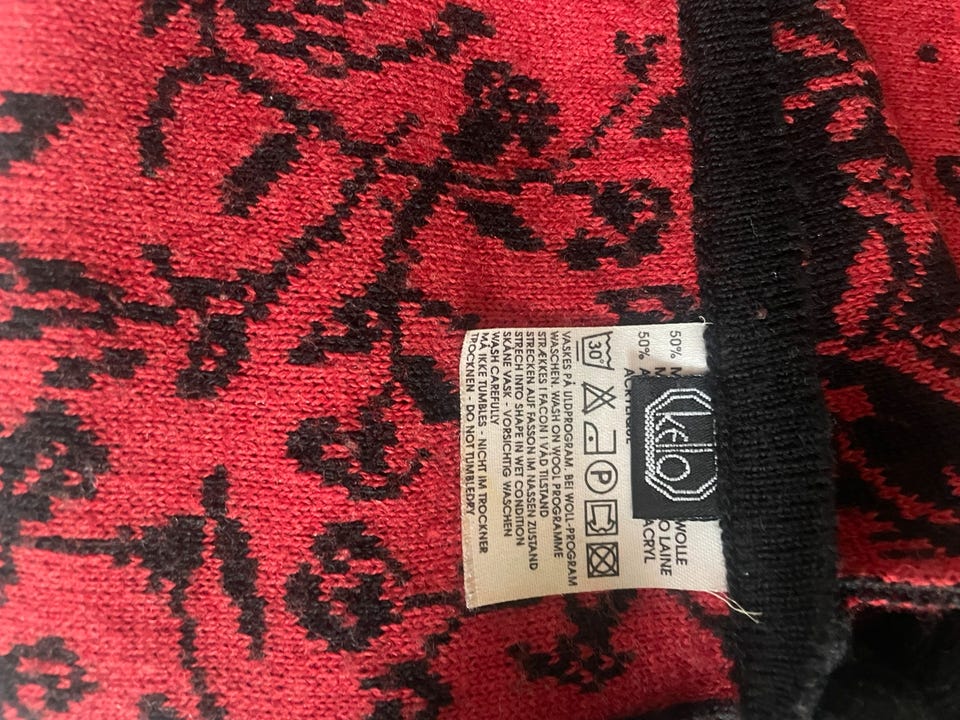 kello
50% WOLLE
LAINE
50% ACRYL
30° P
VASKES PÅ ULDPROGRAM. BEI WOLL-PROGRAM
WASCHEN. WASH ON WOOL PROGRAMME
STRÆKKES I FACON I VÅD TILSTAND
STRECKEN AUF FASSON IM NASSEN ZUSTAND
STRECH INTO SHAPE IN WET CONDITION
SKÅNE VASK - VORSICHTIG WASCHEN
WASH CAREFULLY
MÅ IKKE TUMBLES - NICHT IM TROCKNER
TROCKNEN - DO NOT TUMBLEDRY